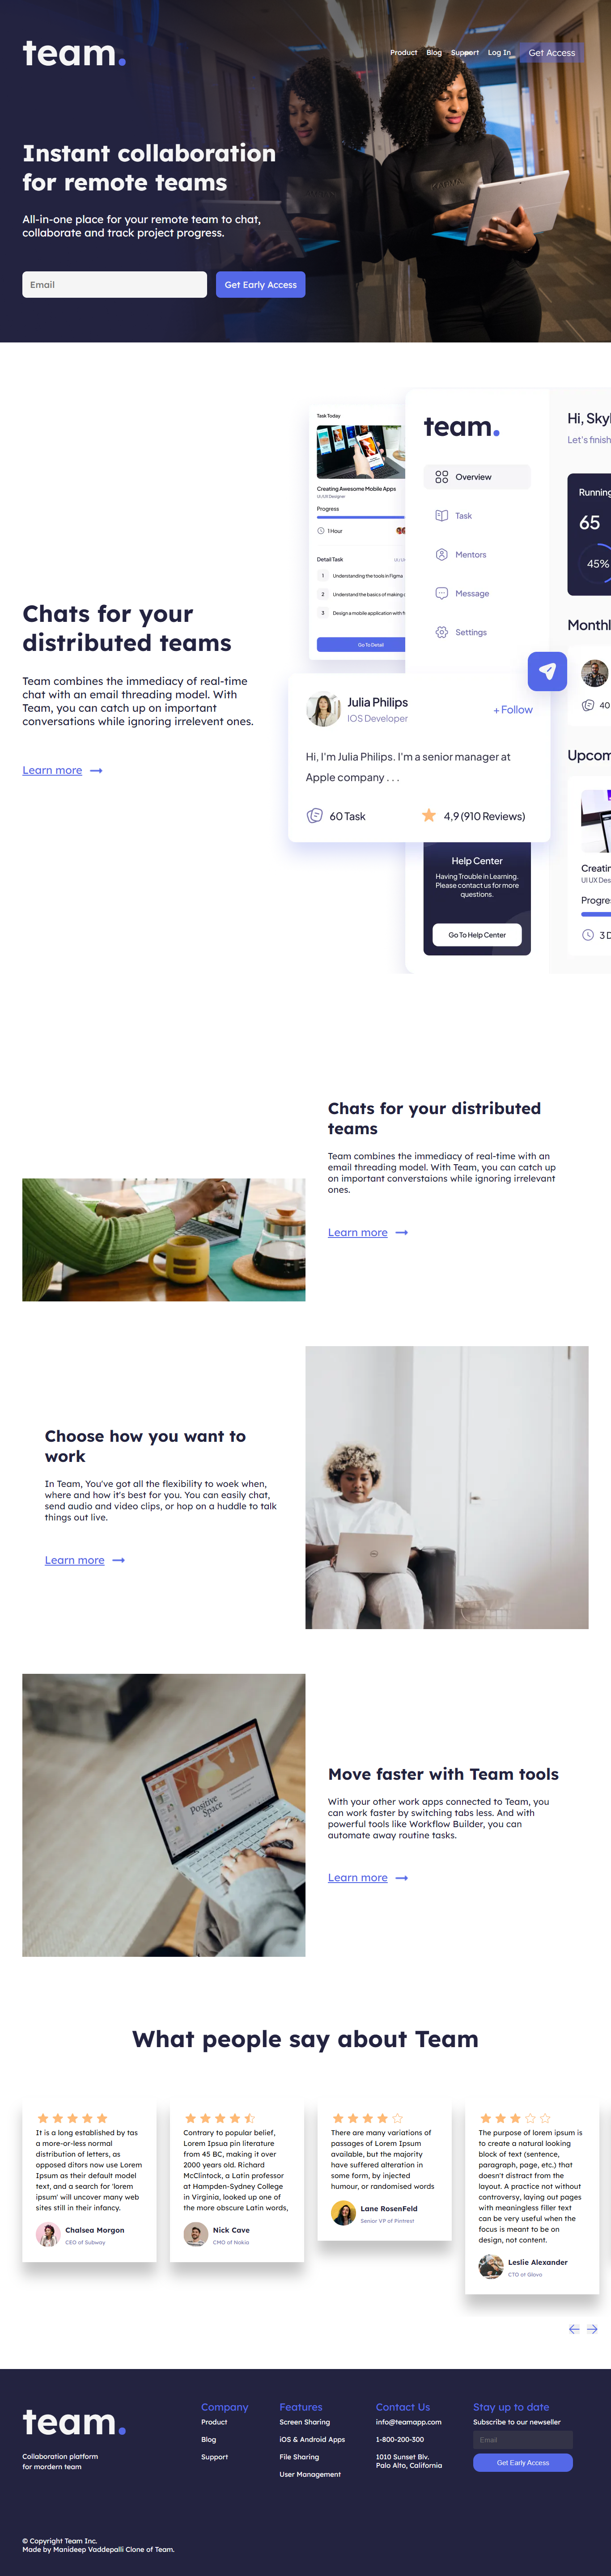 team.
Product Blog Support Log In Get Access
Instant collaboration
for remote teams
All-in-one place for your remote team to chat,
collaborate and track project progress.
Email
Get Early Access
Task Today
Creating Awesome Mobile Apps
UI UX Designer
Progress
1 Hour
Detail Task
1 Understanding the tools in Figma
2 Understand the basics of making
3 Design a mobile application with
Go To Detail
team.
Overview
Task
Mentors
Message
Settings
Hi, Sky
Let's finish
Running
65
45%
Monthl
40
Upcom
Creatin
UI UX Des
Progres
3 D
Julia Philips
IOS Developer
+ Follow
Hi, I'm Julia Philips. I'm a senior manager at
Apple company . . .
60 Task
4,9 (910 Reviews)
Help Center
Having Trouble in Learning.
Please contact us for more
questions.
Go To Help Center
Chats for your
distributed teams
Team combines the immediacy of real-time
chat with an email threading model. With
Team, you can catch up on important
conversations while ignoring irrelevent ones.
Learn more
Chats for your distributed
teams
Team combines the immediacy of real-time with an
email threading model. With Team, you can catch up
on important converstaions while ignoring irrelevant
ones.
Learn more
Choose how you want to
work
In Team, You've got all the flexibility to woek when,
where and how it's best for you. You can easily chat,
send audio and video clips, or hop on a huddle to talk
things out live.
Learn more
Positive
Space
Move faster with Team tools
With your other work apps connected to Team, you
can work faster by switching tabs less. And with
powerful tools like Workflow Builder, you can
automate away routine tasks.
Learn more
What people say about Team
It is a long established by tas
a more-or-less normal
distribution of letters, as
opposed ditors now use Lorem
Ipsum as their default model
text, and a search for 'lorem
ipsum' will uncover many web
sites still in their infancy.
Chalsea Morgon
CEO of Subway
Contrary to popular belief,
Lorem Ipsua pin literature
from 45 BC, making it over
2000 years old. Richard
McClintock, a Latin professor
at Hampden-Sydney College
in Virginia, looked up one of
the more obscure Latin words,
Nick Cave
CMO of Nokia
There are many variations of
passages of Lorem Ipsum
available, but the majority
have suffered alteration in
some form, by injected
humour, or randomised words
Lane RosenFeld
Senior VP of Pintrest
The purpose of lorem ipsum is
to create a natural looking
block of text (sentence,
paragraph, page, etc.) that
doesn't distract from the
layout. A practice not without
controversy, laying out pages
with meaningless filler text
can be very useful when the
focus is meant to be on
design, not content.
Leslie Alexander
CTO of Glovo
team.
Collaboration platform
for mordern team
Company
Product
Blog
Support
Features
Screen Sharing
iOS & Android Apps
File Sharing
User Management
Contact Us
info@teamapp.com
1-800-200-300
1010 Sunset Blv.
Palo Alto, California
Stay up to date
Subscribe to our newseller
Email
Get Early Access
© Copyright Team Inc.
Made by Manideep Vaddepalli Clone of Team.